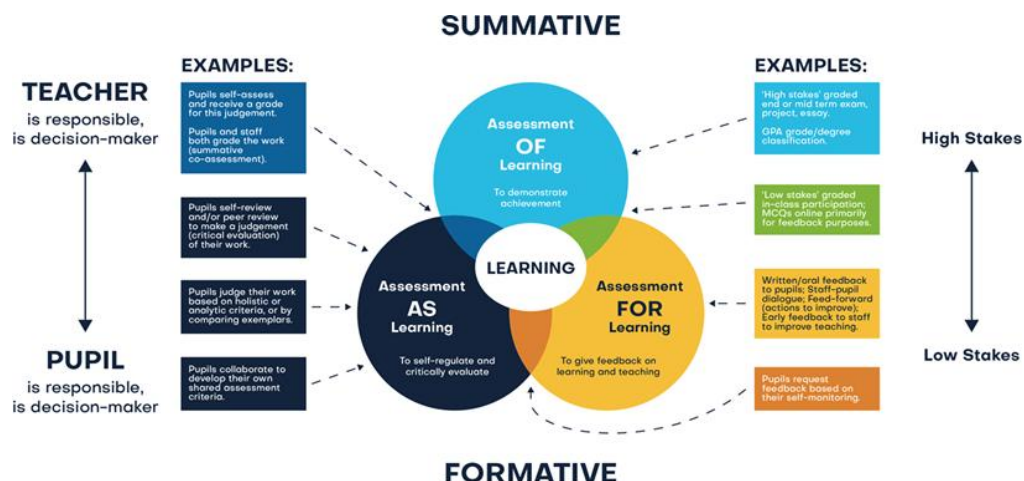 SUMMATIVE
TEACHER
is responsible,
is decision-maker
PUPIL
is responsible,
is decision-maker
EXAMPLES:
Pupils self-assess
and receive a grade
for this judgement.
Pupils and staff
both grade the work
(summative
co-assessment).
Pupils self-review
and/or peer review
to make a judgement
(critical evaluation)
of their work.
Pupils judge their work
based on holistic or
analytic criteria, or by
comparing exemplars.
Pupils collaborate to
develop their own
shared assessment
criteria.
Assessment
OF
Learning
To demonstrate
achievement
LEARNING
Assessment
AS
Learning
To self-regulate and
critically evaluate
Assessment
FOR
Learning
To give feedback on
learning and teaching
EXAMPLES:
'High stakes' graded
end or mid term exam,
project, essay.
GPA grade/degree
classification.
'Low stakes' graded
in-class participation;
MCQs online primarily
for feedback purposes.
Written/oral feedback
to pupils; Staff-pupil
dialogue; Feed-forward
(actions to improve);
Early feedback to staff
to improve teaching.
Pupils request
feedback based on
their self-monitoring.
High Stakes
Low Stakes
FORMATIVE